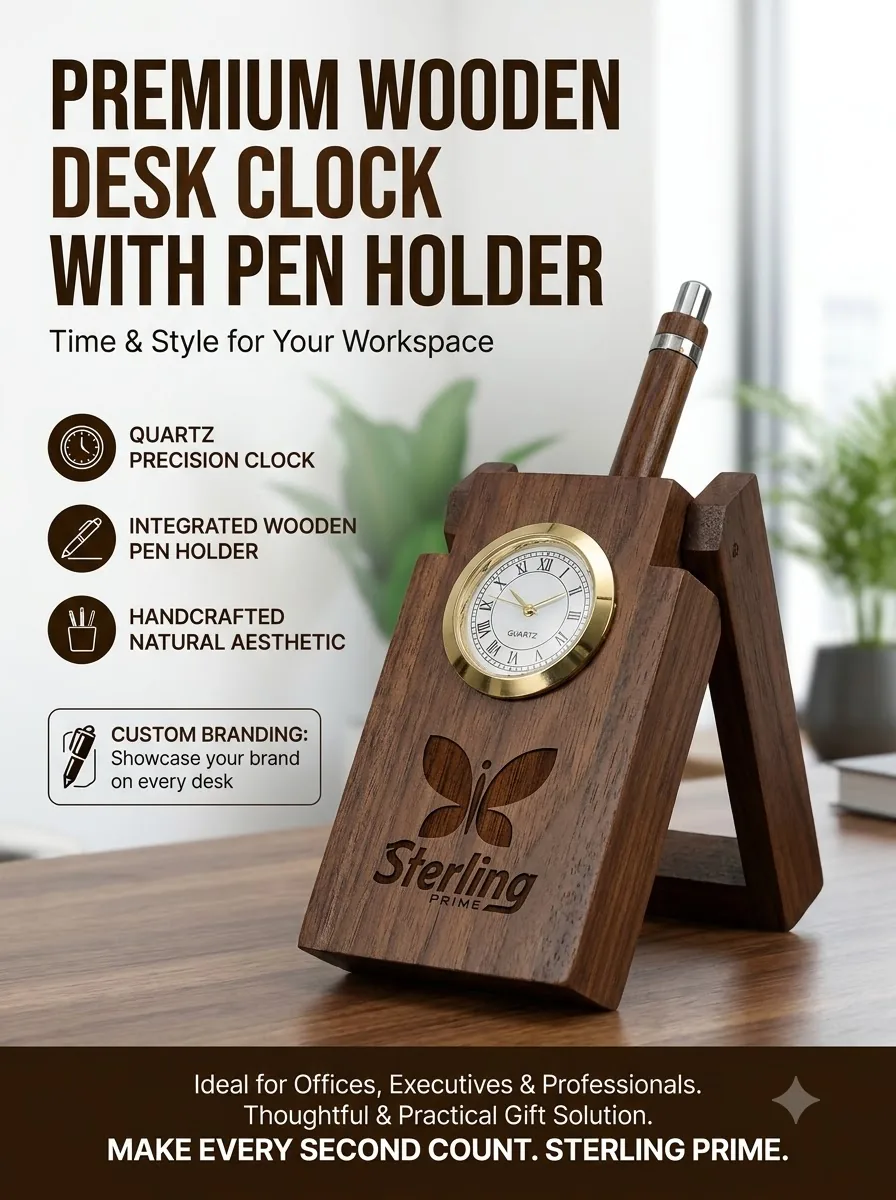 PREMIUM WOODEN
DESK CLOCK
WITH PEN HOLDER
Time & Style for Your Workspace
QUARTZ
PRECISION CLOCK
INTEGRATED WOODEN
PEN HOLDER
HANDCRAFTED
NATURAL AESTHETIC
CUSTOM BRANDING:
Showcase your brand
on every desk
QUARTZ
Sterling
PRIME
Ideal for Offices, Executives & Professionals.
Thoughtful & Practical Gift Solution.
MAKE EVERY SECOND COUNT. STERLING PRIME.